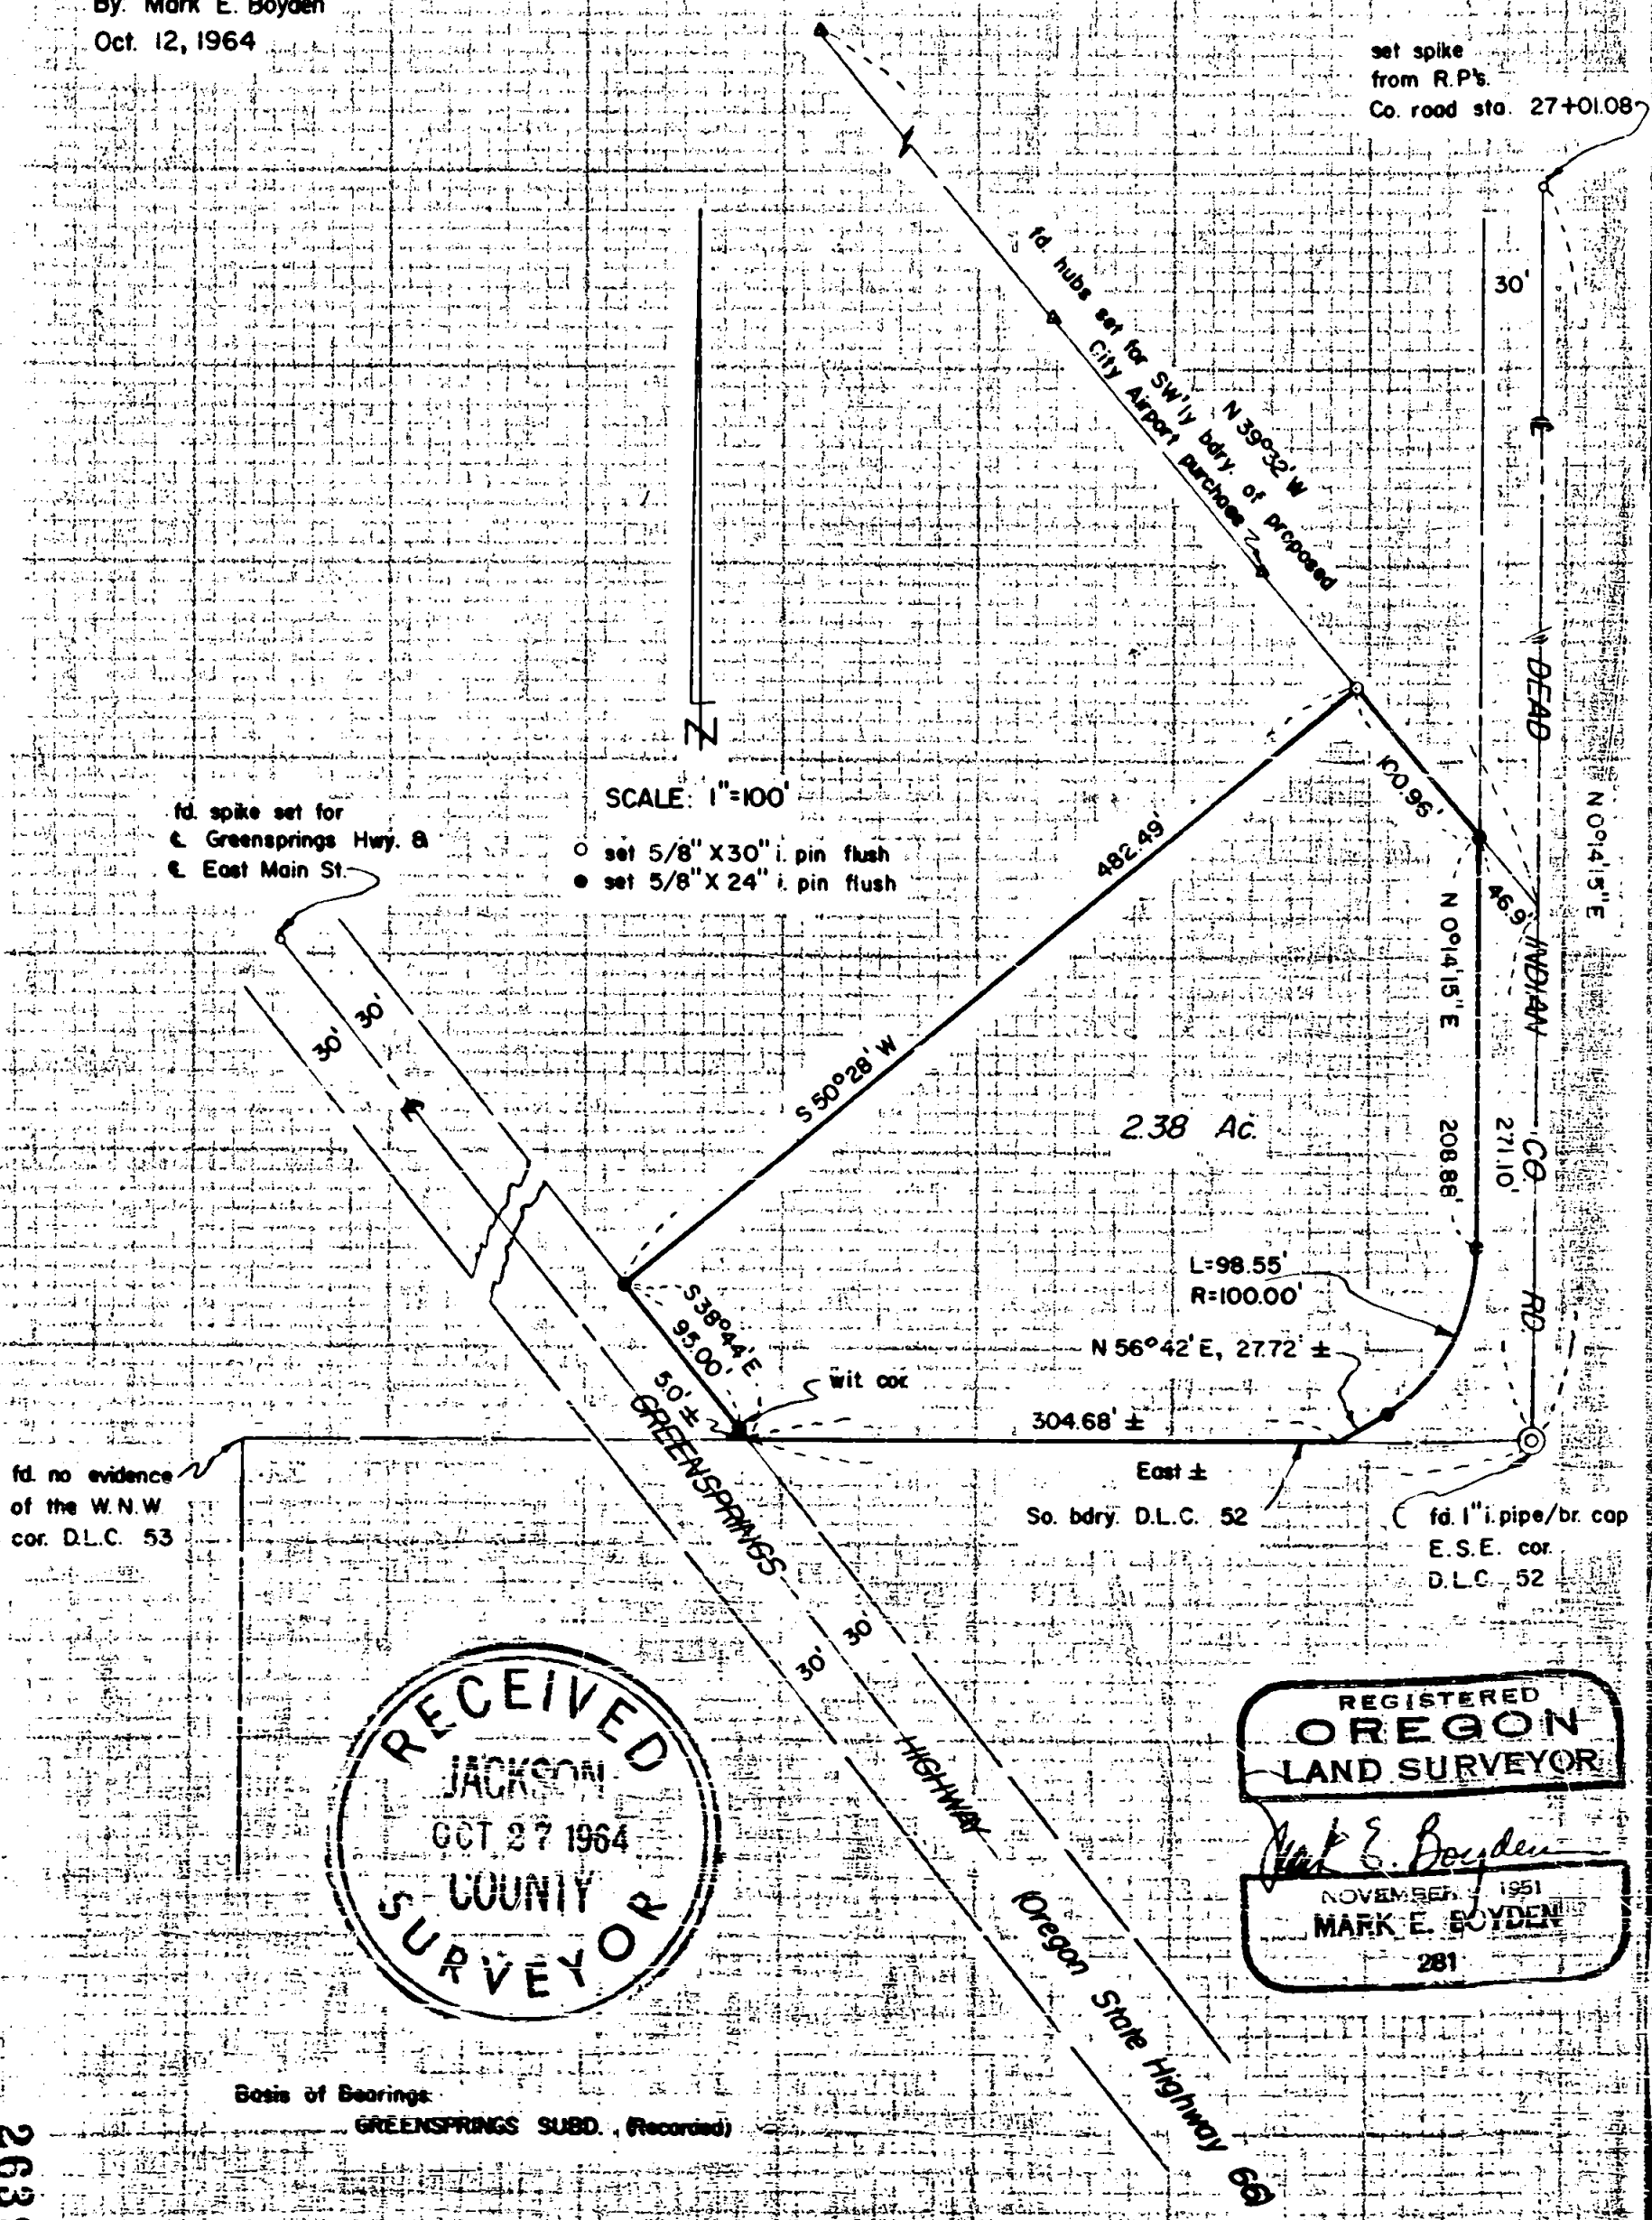 By: Mark E. Boyden
Oct. 12, 1964
set spike
from R.P's.
Co. road sta. 27+01.08
30'
fd. hubs set for SW'ly bdry. of proposed
City Airport purchase
N 39°32' W
DEAD INDIAN CO. RD.
N 0°14'15" E
N
SCALE: 1"=100'
○ set 5/8" X 30" i. pin flush
● set 5/8" X 24" i. pin flush
fd. spike set for
℄ Greensprings Hwy. &
℄ East Main St.
100.96'
482.49'
46.9'
N 0°14'15" E
30'
30'
S 50°28' W
2.38 Ac.
208.88'
271.10'
L=98.55'
R=100.00'
S 38°44' E
95.00'
N 56°42' E, 27.72' ±
5.0' ±
wit cor.
304.68' ±
East ±
fd. no evidence
of the W.N.W
cor. D.L.C. 53
So. bdry. D.L.C. 52
fd. 1" i. pipe/br. cap
E.S.E. cor.
D.L.C. 52
GREENSPRINGS HIGHWAY (Oregon State Highway 66)
30'
30'
RECEIVED
JACKSON
OCT 27 1964
COUNTY
SURVEYOR
REGISTERED
OREGON
LAND SURVEYOR
Mark E. Boyden
NOVEMBER 1951
MARK E. BOYDEN
281
Basis of Bearings:
GREENSPRINGS SUBD., (Recorded)
263